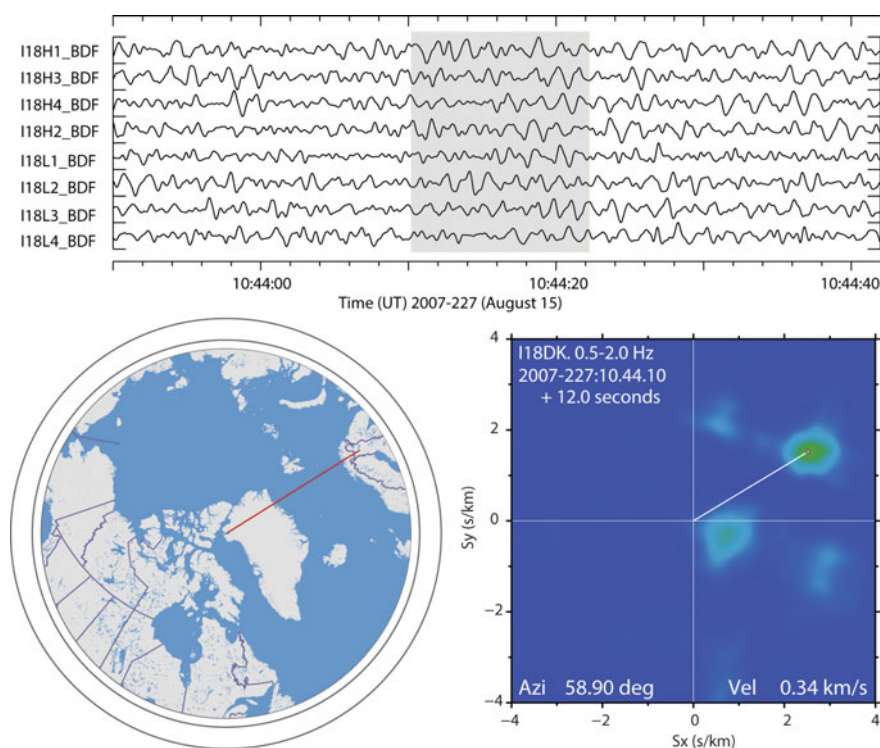 I18H1_BDF
I18H3_BDF
I18H4_BDF
I18H2_BDF
I18L1_BDF
I18L2_BDF
I18L3_BDF
I18L4_BDF
10:44:00 10:44:20 10:44:40
Time (UT) 2007-227 (August 15)
4
2
0
−2
−4
Sy (s/km)
I18DK. 0.5-2.0 Hz
2007-227:10.44.10
+ 12.0 seconds
Azi 58.90 deg Vel 0.34 km/s
−4 −2 0 2 4
Sx (s/km)